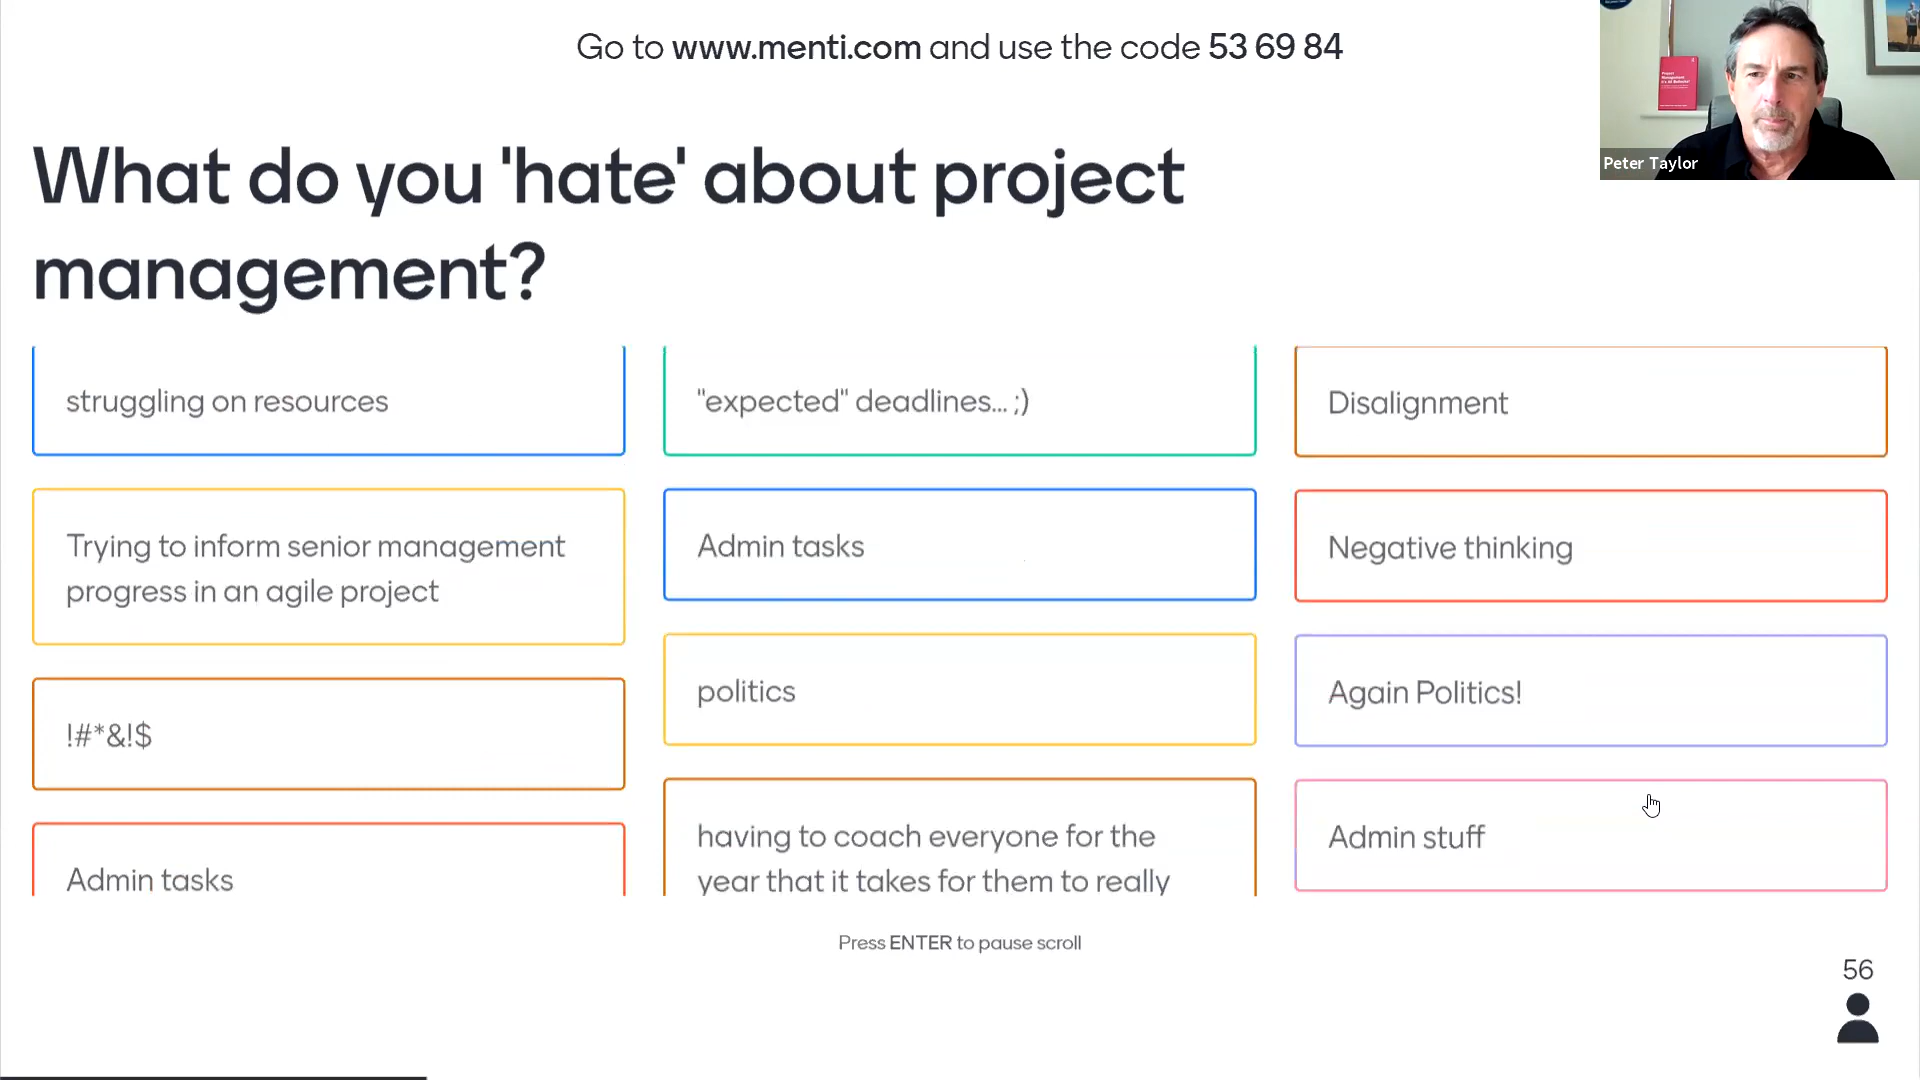 Go to www.menti.com and use the code 53 69 84
What do you 'hate' about project
management?
Peter Taylor
struggling on resources
"expected" deadlines... ;)
Disalignment
Trying to inform senior management
progress in an agile project
Admin tasks
Negative thinking
!#*&!$
politics
Again Politics!
Admin tasks
having to coach everyone for the
year that it takes for them to really
Admin stuff
Press ENTER to pause scroll
56